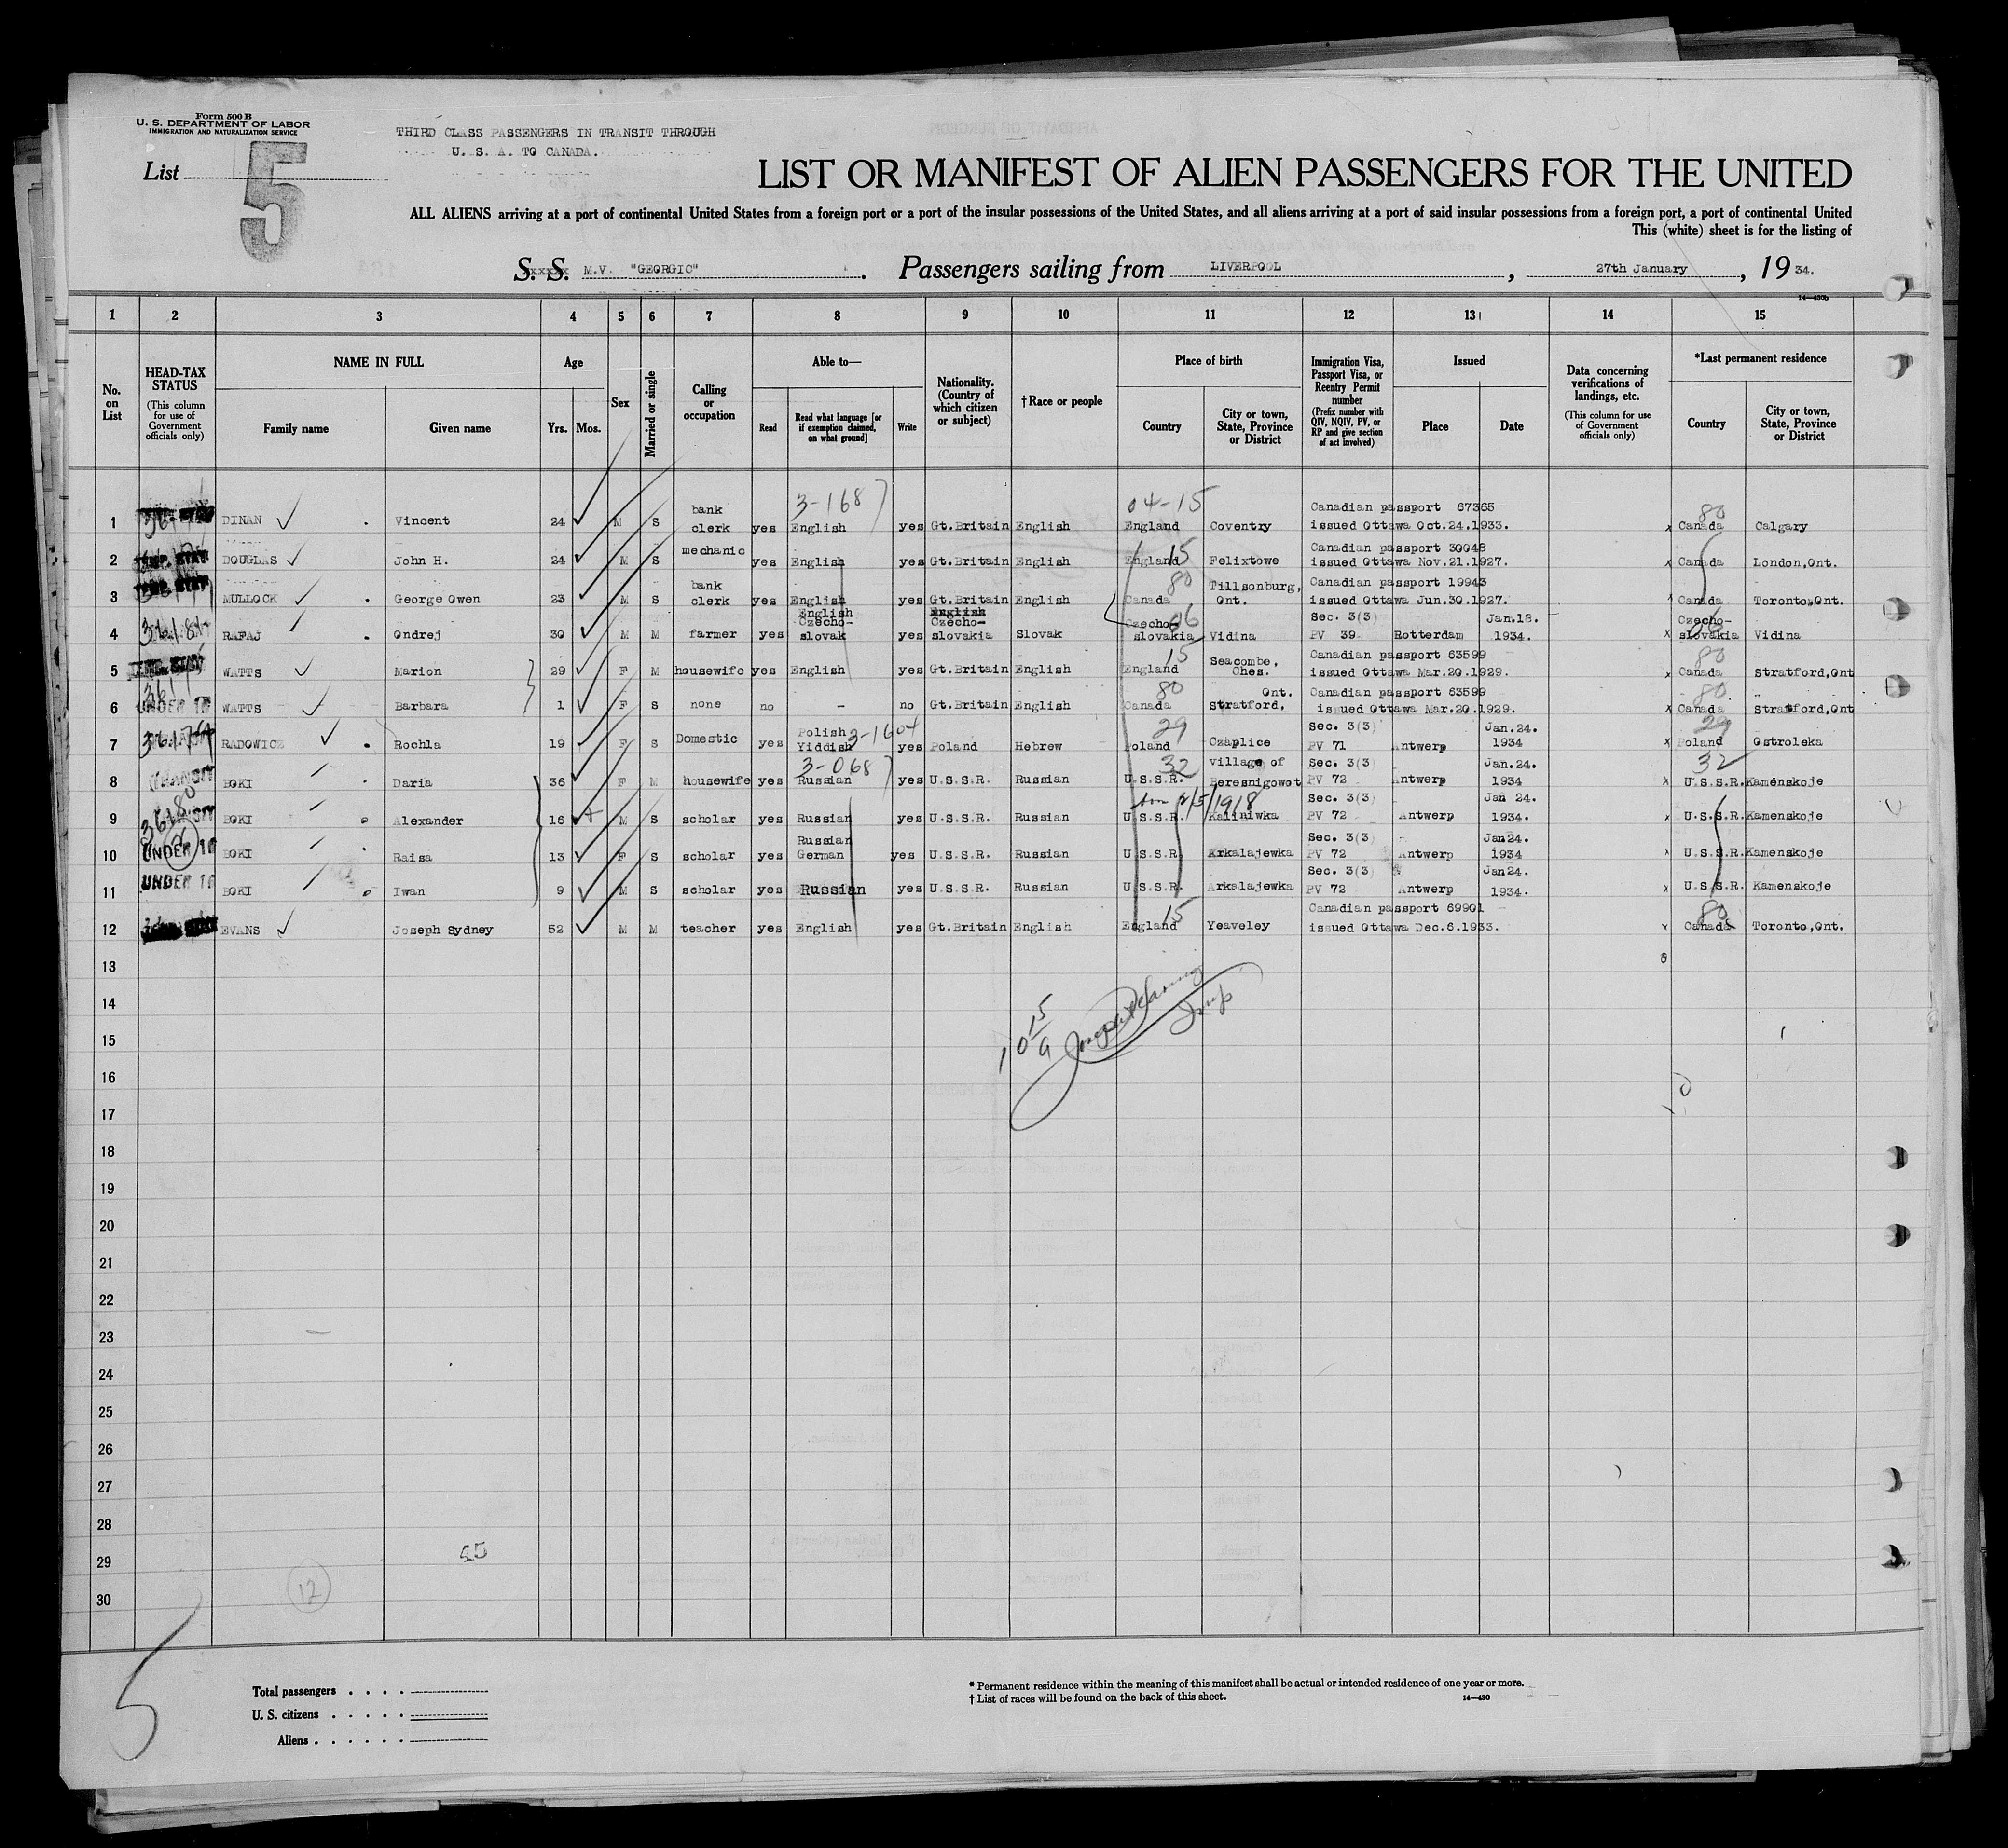 Form 500 B
U. S. DEPARTMENT OF LABOR
IMMIGRATION AND NATURALIZATION SERVICE
THIRD CLASS PASSENGERS IN TRANSIT THROUGH
U. S. A. TO CANADA.
List 5
LIST OR MANIFEST OF ALIEN PASSENGERS FOR THE UNITED
ALL ALIENS arriving at a port of continental United States from a foreign port or a port of the insular possessions of the United States, and all aliens arriving at a port of said insular possessions from a foreign port, a port of continental United
This (white) sheet is for the listing of
S. S. M.V. "GEORGIC" . Passengers sailing from LIVERPOOL , 27th January , 19 34.
14—430b
1 2 3 4 5 6 7 8 9 10 11 12 13 14 15
No. on List
HEAD-TAX STATUS (This column for use of Government officials only)
NAME IN FULL
Family name Given name
Age
Yrs. Mos.
Sex
Married or single
Calling or occupation
Able to—
Read
Read what language [or if exemption claimed, on what ground]
Write
Nationality. (Country of which citizen or subject)
†Race or people
Place of birth
Country
City or town, State, Province or District
Immigration Visa, Passport Visa, or Reentry Permit number (Prefix number with QIV, NQIV, PV, or RP and give section of act involved)
Issued
Place Date
Data concerning verifications of landings, etc. (This column for use of Government officials only)
*Last permanent residence
Country
City or town, State, Province or District
3-168 04-15 80
1 DINAN Vincent 24 M S bank clerk yes English yes Gt.Britain English England Coventry Canadian passport 67365 issued Ottawa Oct.24.1933. x Canada Calgary
15
2 DOUGLAS John H. 24 M S mechanic yes English yes Gt.Britain English England Felixtowe Canadian passport 30048 issued Ottawa Nov.21.1927. x Canada London,Ont.
80
3 MULLOCK George Owen 23 M S bank clerk yes English yes Gt.Britain English Canada Tillsonburg, Ont. Canadian passport 19943 issued Ottawa Jun.30.1927. x Canada Toronto,Ont.
06 06
4 RAFAJ Ondrej 30 M M farmer yes English Czecho-slovak yes English Czecho-slovakia Slovak Czecho slovakia Vidina Sec. 3(3) PV 39 Rotterdam Jan.18. 1934. x Czecho-slovakia Vidina
15 80
5 WATTS Marion 29 F M housewife yes English yes Gt.Britain English England Seacombe, Ches. Canadian passport 63599 issued Ottawa Mar.20.1929. x Canada Stratford,Ont
80 80
6 UNDER 16 WATTS Barbara 1 F S none no - no Gt.Britain English Canada Ont. Stratford, Canadian passport 63599 issued Ottawa Mar.20.1929. x Canada Stratford,Ont
3-1604 29 29
7 RADOWICZ Rochla 19 F S Domestic yes Polish Yiddish yes Poland Hebrew Poland Czaplice Sec. 3(3) PV 71 Antwerp Jan.24. 1934 x Poland Ostroleka
3-068 32 32
8 TRANSIT BOKI Daria 36 F M housewife yes Russian yes U.S.S.R. Russian U.S.S.R. village of Beresnigowot Sec. 3(3) PV 72 Antwerp Jan.24. 1934 x U.S.S.R. Kamenskoje
1918
9 BOKI Alexander 16 M S scholar yes Russian yes U.S.S.R. Russian U.S.S.R. Kaliniwka Sec. 3(3) PV 72 Antwerp Jan 24. 1934. x U.S.S.R. Kamenskoje
10 UNDER 16 BOKI Raisa 13 F S scholar yes Russian German yes U.S.S.R. Russian U.S.S.R. Arkalajewka Sec. 3(3) PV 72 Antwerp Jan24. 1934 x U.S.S.R. Kamenskoje
11 UNDER 16 BOKI Iwan 9 M S scholar yes Russian yes U.S.S.R. Russian U.S.S.R. Arkalajewka Sec. 3(3) PV 72 Antwerp Jan24. 1934. x U.S.S.R. Kamenskoje
15 80
12 EVANS Joseph Sydney 52 M M teacher yes English yes Gt.Britain English England Yeaveley Canadian passport 69901 issued Ottawa Dec.6.1933. Canada Toronto,Ont.
13
14
15
16
17
18
19
20
21
22
23
24
25
26
27
28
29
30
12
5
Total passengers . . . .
U. S. citizens . . . . .
Aliens . . . . . .
* Permanent residence within the meaning of this manifest shall be actual or intended residence of one year or more.
† List of races will be found on the back of this sheet.
14—430